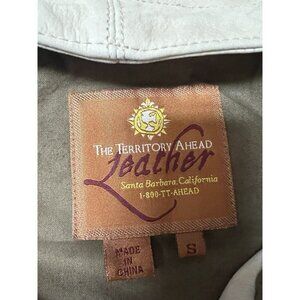 THE TERRITORY AHEAD
Leather
Santa Barbara, California
1-800-TT-AHEAD
MADE
IN
CHINA
S